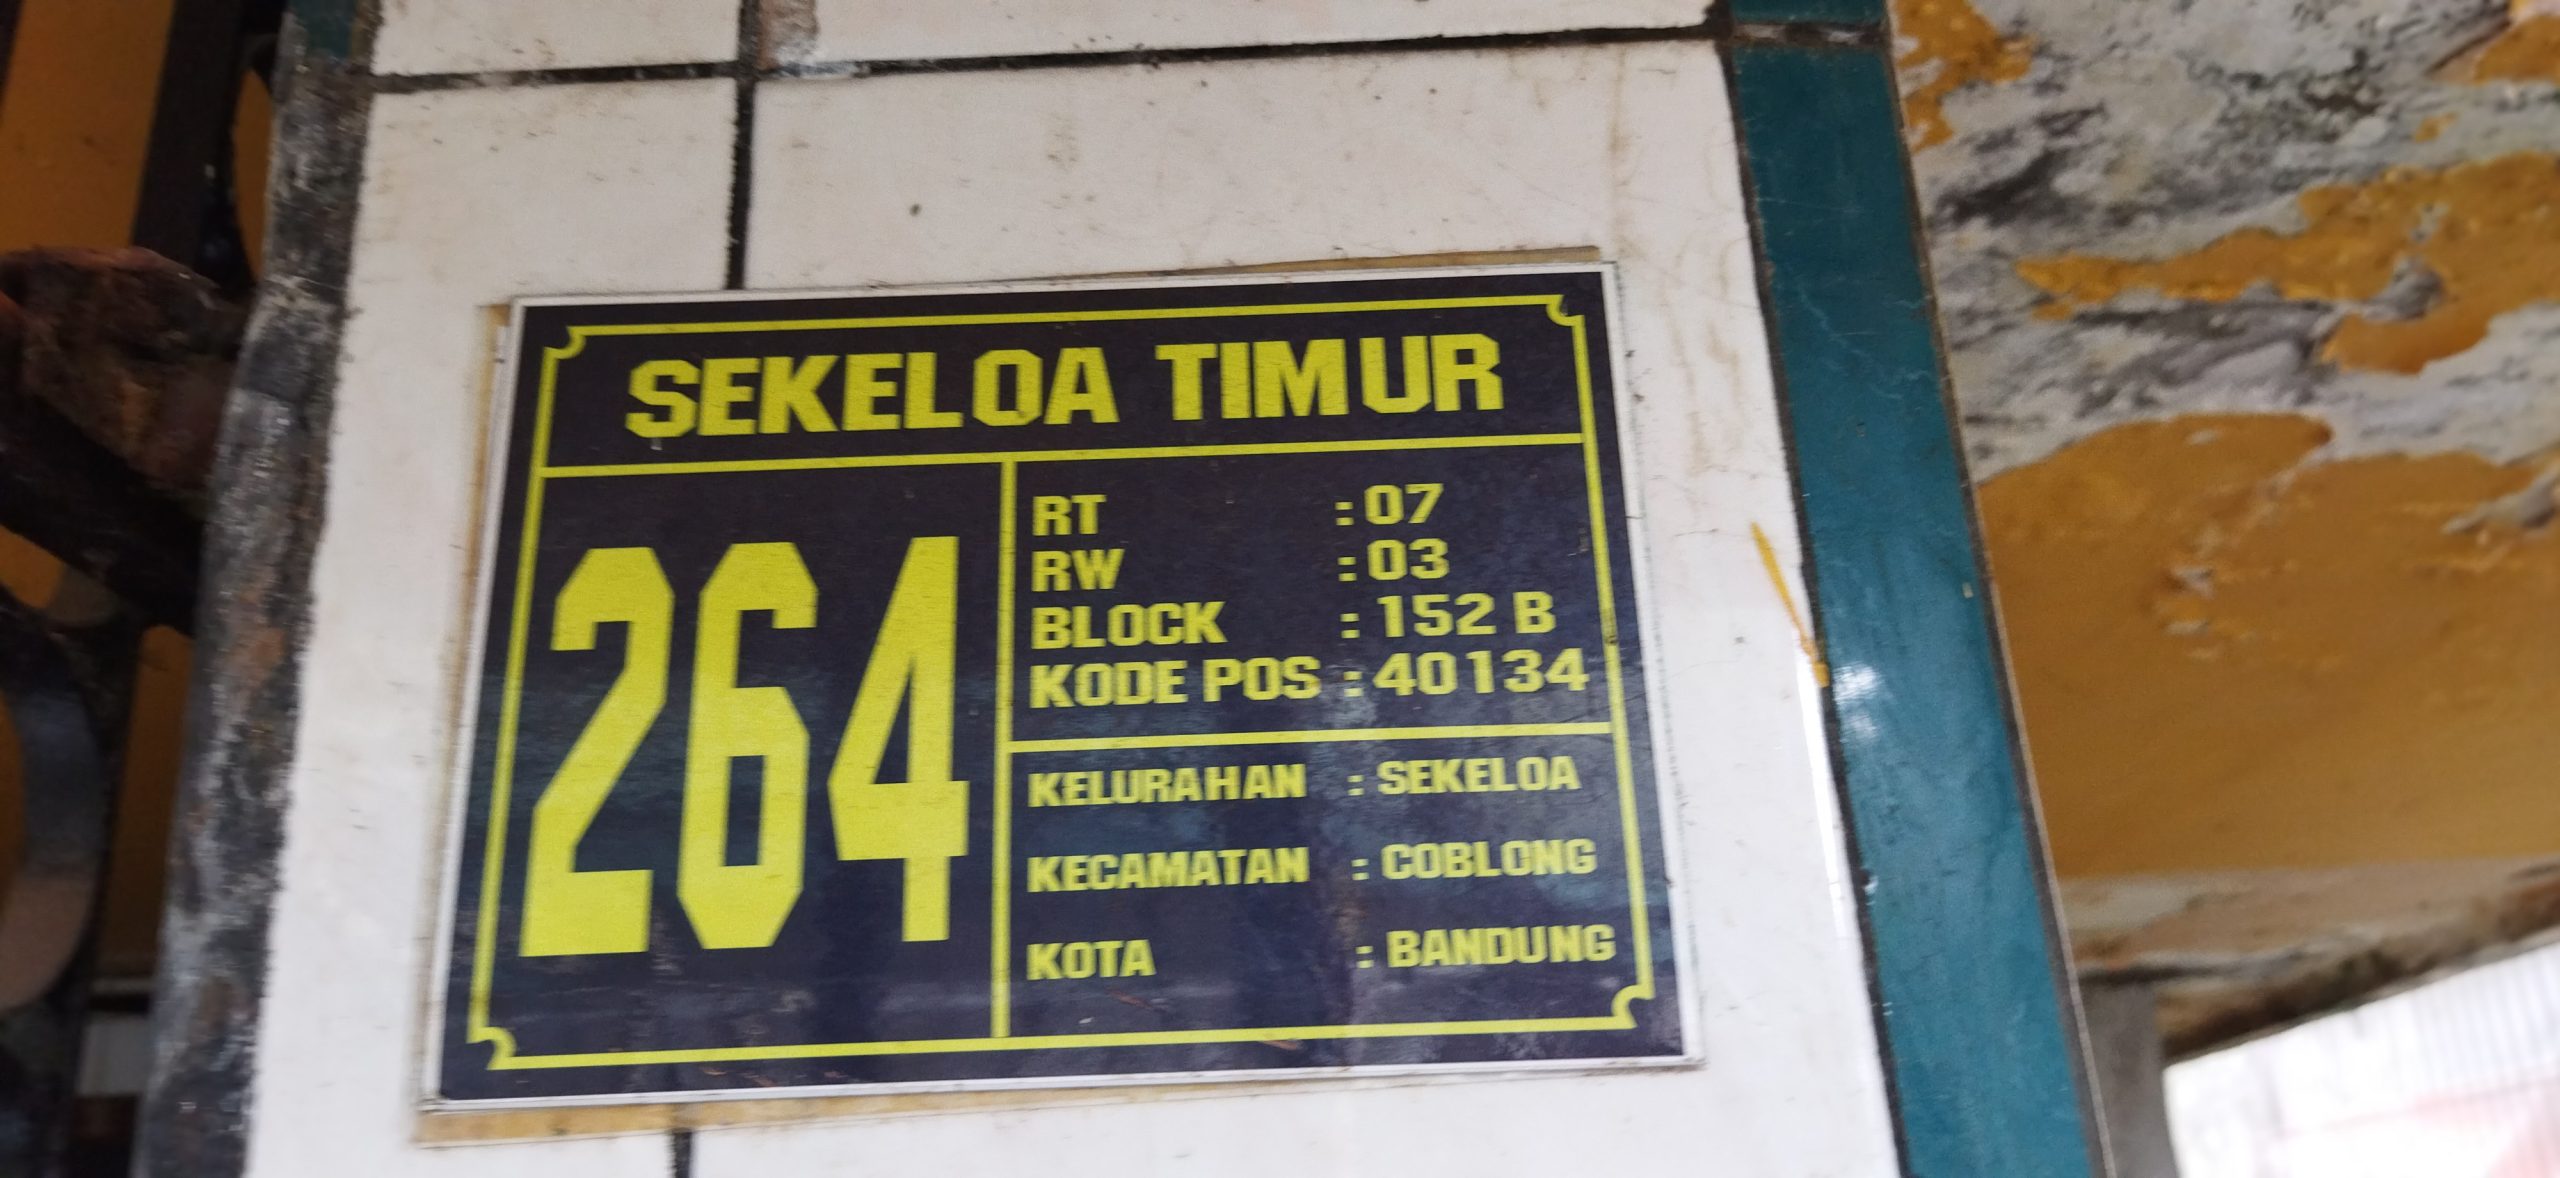 SEKELOA TIMUR
264
RT : 07
RW : 03
BLOCK : 152 B
KODE POS : 40134
KELURAHAN : SEKELOA
KECAMATAN : COBLONG
KOTA : BANDUNG